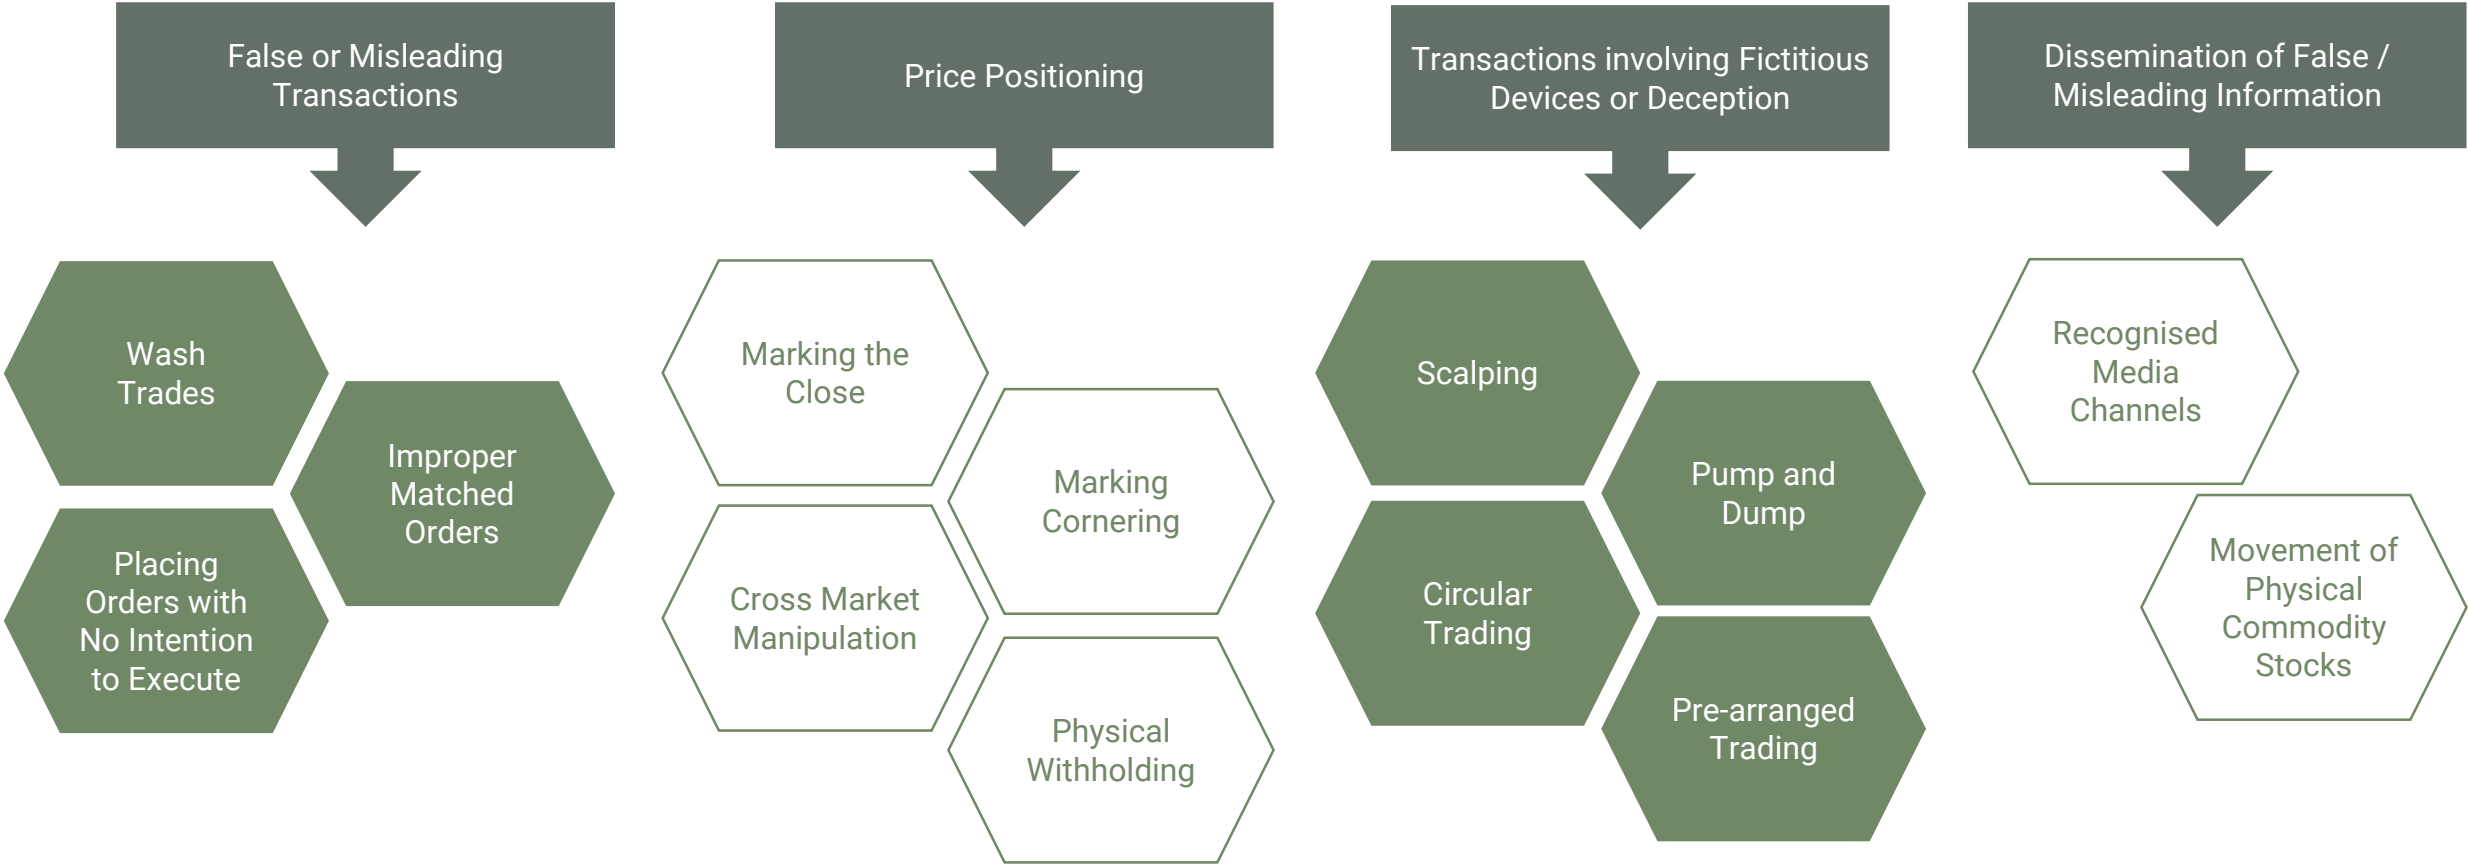 False or Misleading
Transactions
Price Positioning
Transactions involving Fictitious
Devices or Deception
Dissemination of False /
Misleading Information
Wash
Trades
Improper
Matched
Orders
Placing
Orders with
No Intention
to Execute
Marking the
Close
Marking
Cornering
Cross Market
Manipulation
Physical
Withholding
Scalping
Pump and
Dump
Circular
Trading
Pre-arranged
Trading
Recognised
Media
Channels
Movement of
Physical
Commodity
Stocks